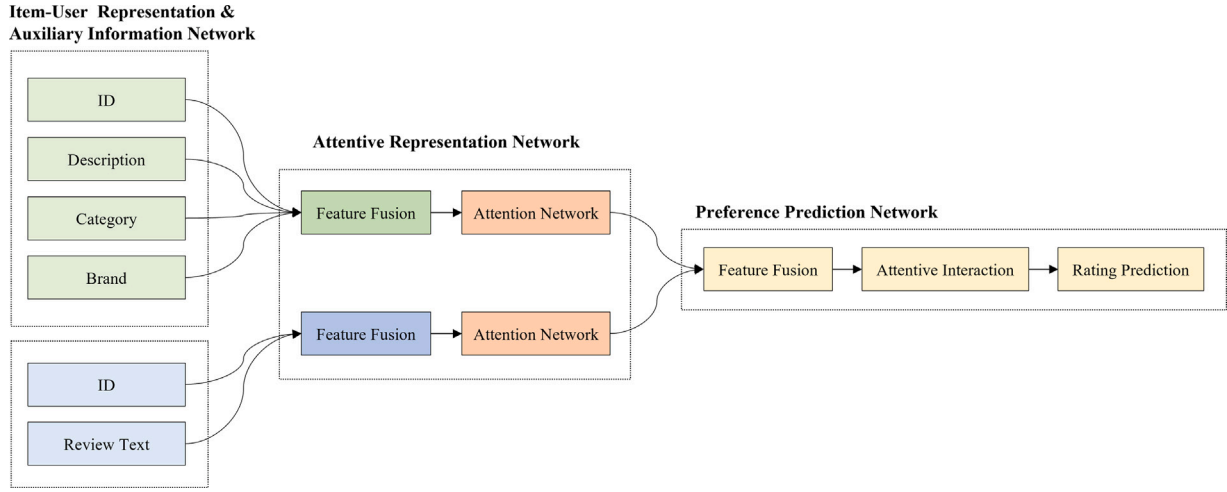 Item-User Representation &
Auxiliary Information Network
ID
Description
Category
Brand
ID
Review Text
Attentive Representation Network
Feature Fusion
Attention Network
Feature Fusion
Attention Network
Preference Prediction Network
Feature Fusion
Attentive Interaction
Rating Prediction